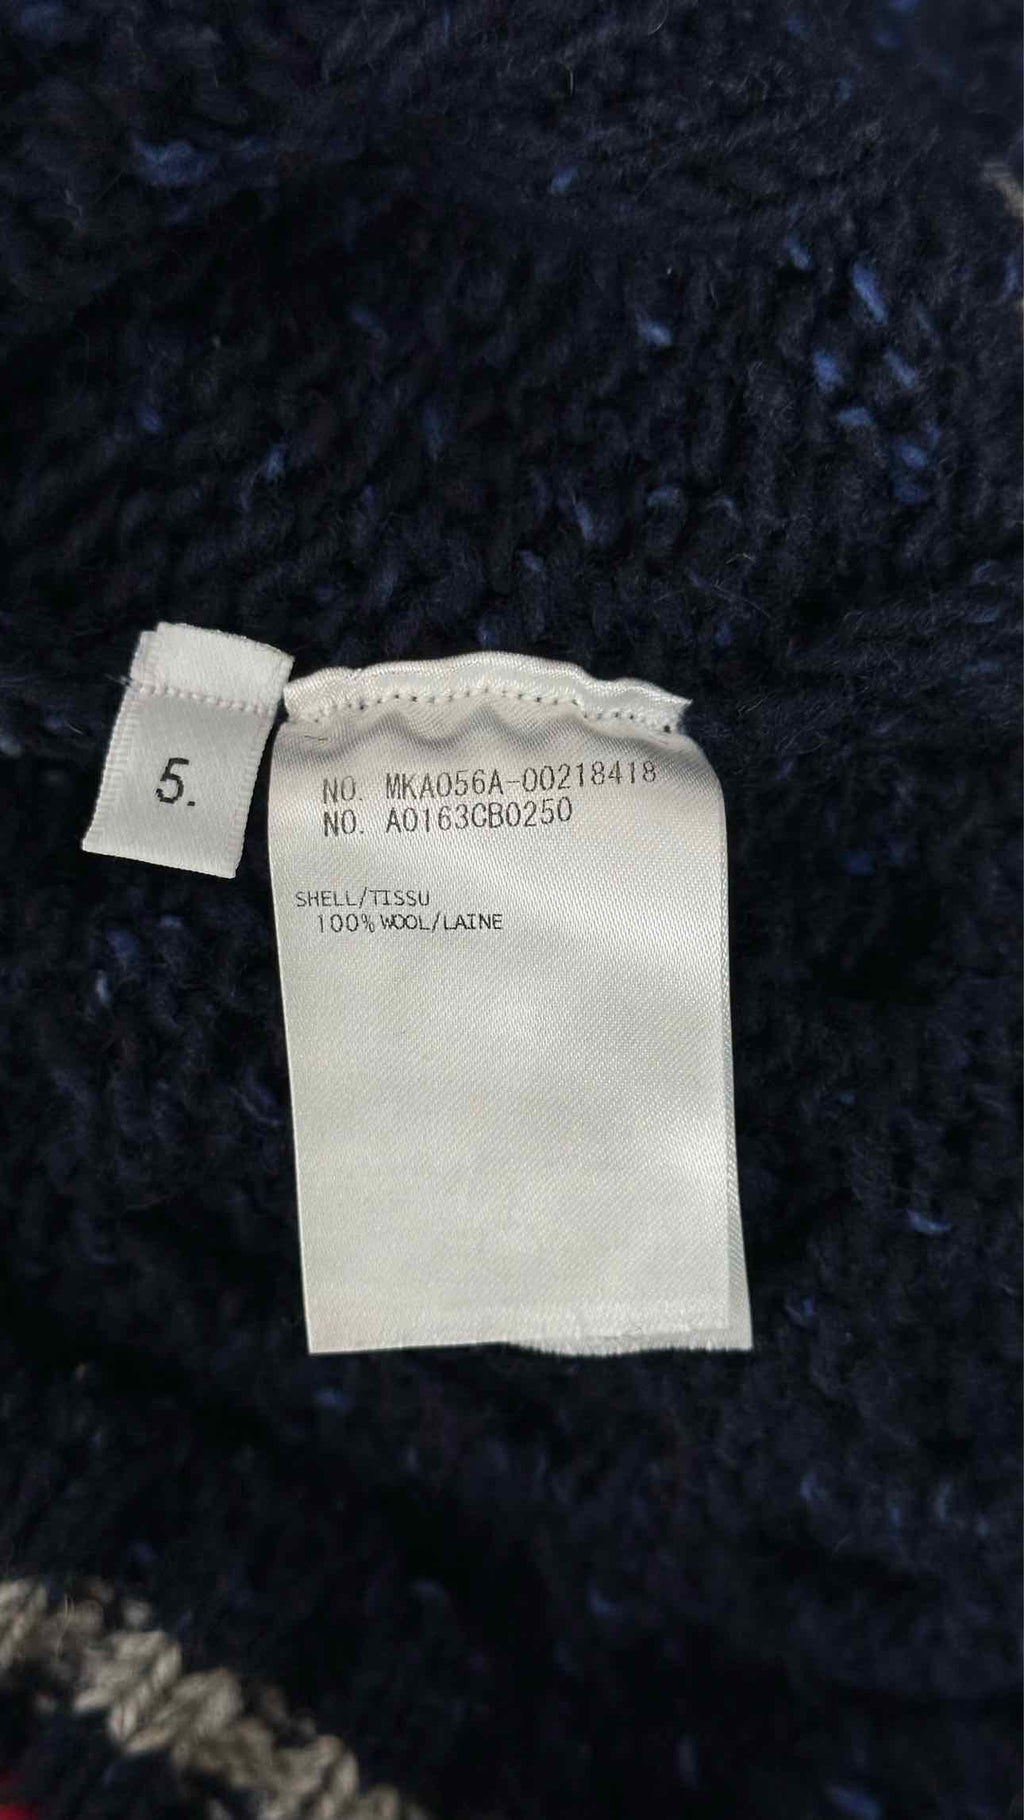 5.
NO. MKA056A-00218418
NO. A0163CB0250
SHELL/TISSU
100% WOOL/LAINE